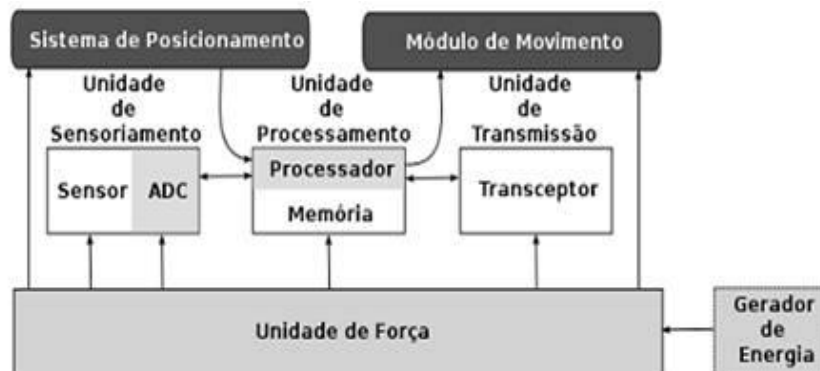 Sistema de Posicionamento
Módulo de Movimento
Unidade
de
Sensoriamento
Unidade
de
Processamento
Unidade
de
Transmissão
Sensor
ADC
Processador
Memória
Transceptor
Unidade de Força
Gerador
de
Energia